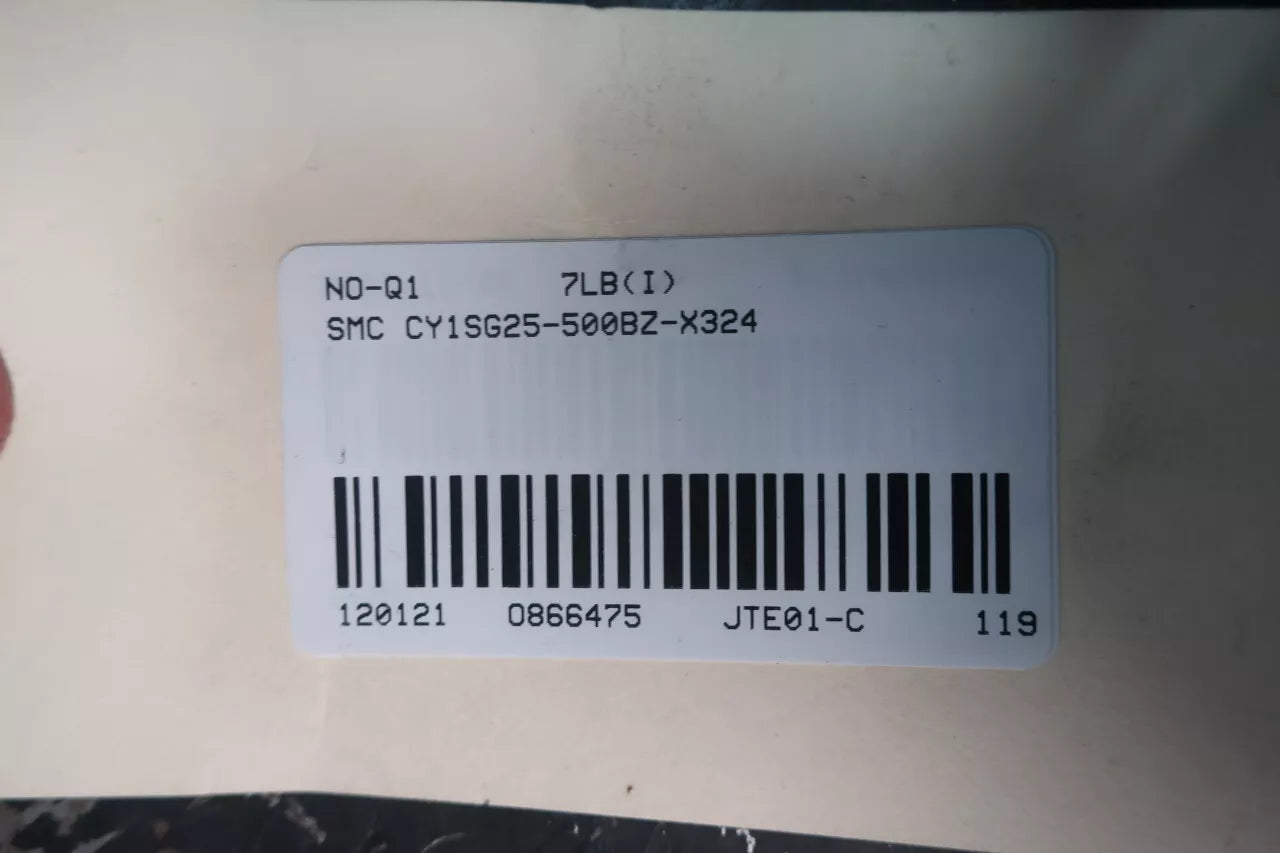 NO-Q1 7LB(I)
SMC CY1SG25-500BZ-X324
120121 0866475 JTE01-C 119